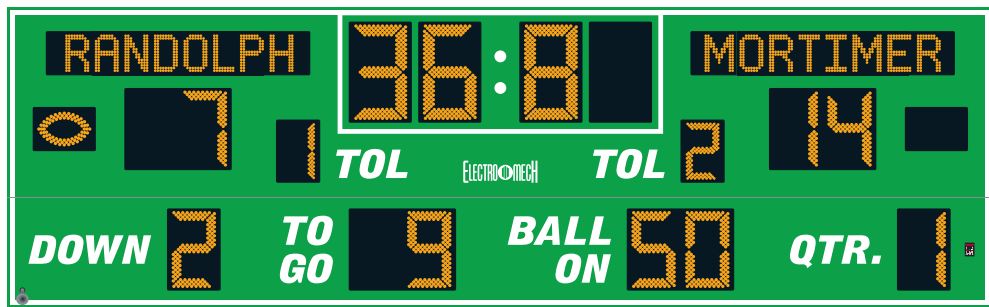 RANDOLPH
36:8
MORTIMER
7
1
TOL
ELECTRO-MECH
TOL
2
14
DOWN 2
TO GO 9
BALL ON 50
QTR. 1